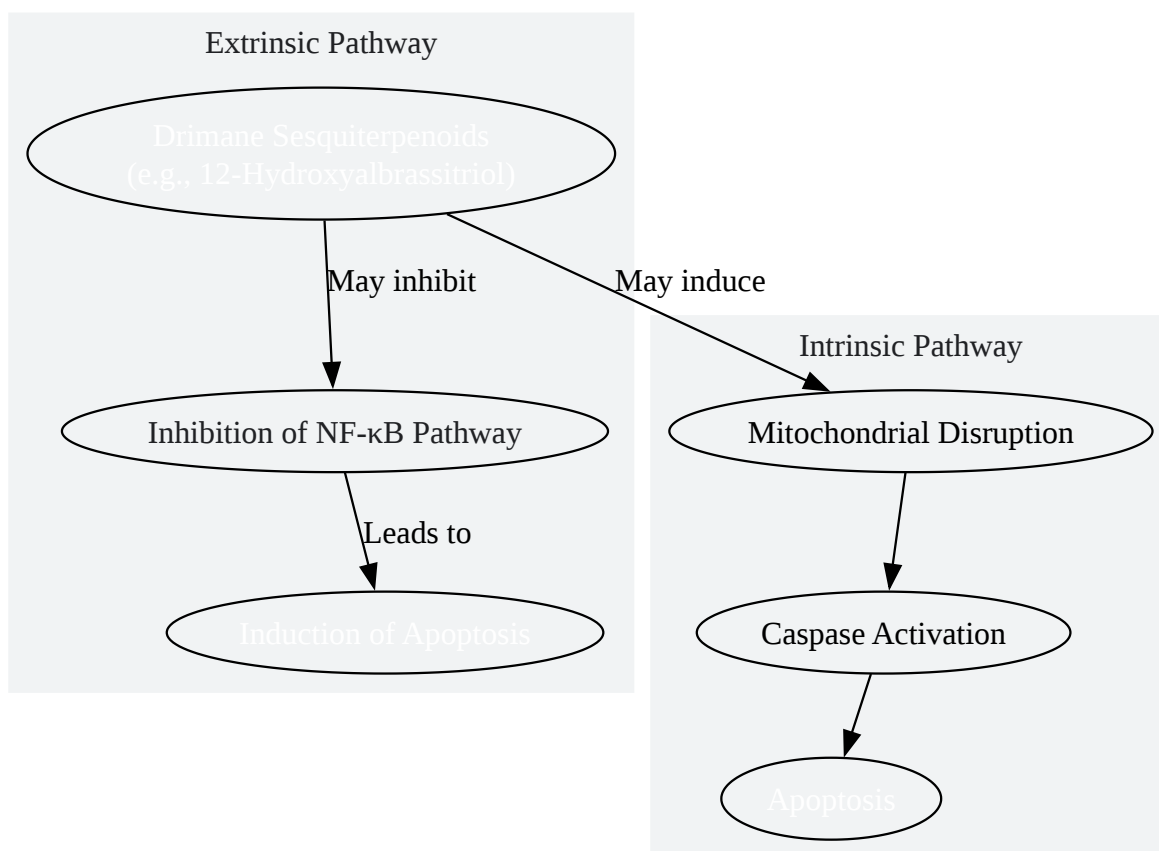 Extrinsic Pathway
Drimane Sesquiterpenoids
(e.g., 12-Hydroxyalbrassitriol)
May inhibit
May induce
Intrinsic Pathway
Inhibition of NF-κB Pathway
Mitochondrial Disruption
Leads to
Induction of Apoptosis
Caspase Activation
Apoptosis